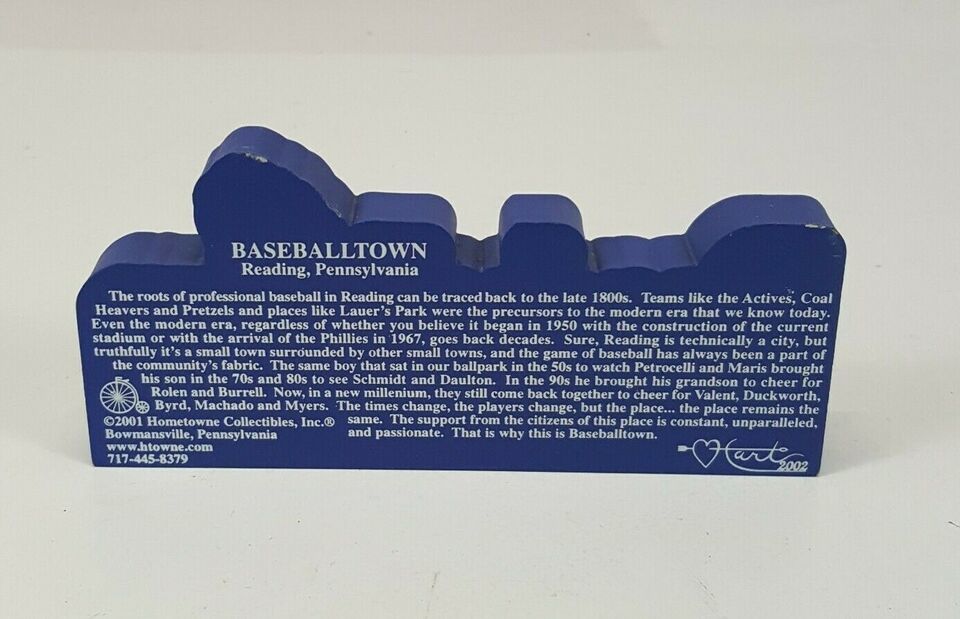 BASEBALLTOWN
Reading, Pennsylvania
The roots of professional baseball in Reading can be traced back to the late 1800s. Teams like the Actives, Coal
Heavers and Pretzels and places like Lauer's Park were the precursors to the modern era that we know today.
Even the modern era, regardless of whether you believe it began in 1950 with the construction of the current
stadium or with the arrival of the Phillies in 1967, goes back decades. Sure, Reading is technically a city, but
truthfully it's a small town surrounded by other small towns, and the game of baseball has always been a part of
the community's fabric. The same boy that sat in our ballpark in the 50s to watch Petrocelli and Maris brought
his son in the 70s and 80s to see Schmidt and Daulton. In the 90s he brought his grandson to cheer for
Rolen and Burrell. Now, in a new millenium, they still come back together to cheer for Valent, Duckworth,
Byrd, Machado and Myers. The times change, the players change, but the place... the place remains the
same. The support from the citizens of this place is constant, unparalleled,
and passionate. That is why this is Baseballtown.
©2001 Hometowne Collectibles, Inc.®
Bowmansville, Pennsylvania
www.htowne.com
717-445-8379
Hart
2002